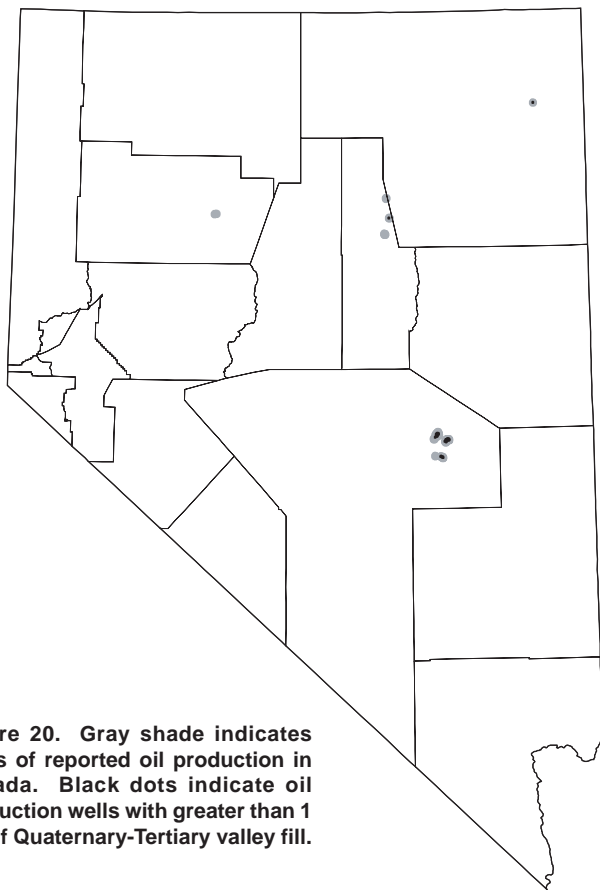 re 20. Gray shade indicates
s of reported oil production in
ada. Black dots indicate oil
uction wells with greater than 1
f Quaternary-Tertiary valley fill.